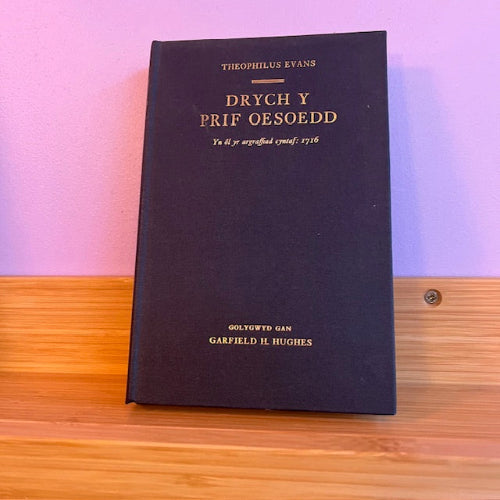 THEOPHILUS EVANS
DRYCH Y
PRIF OESOEDD
Yn ôl yr argraffiad cyntaf: 1716
GOLYGWYD GAN
GARFIELD H. HUGHES